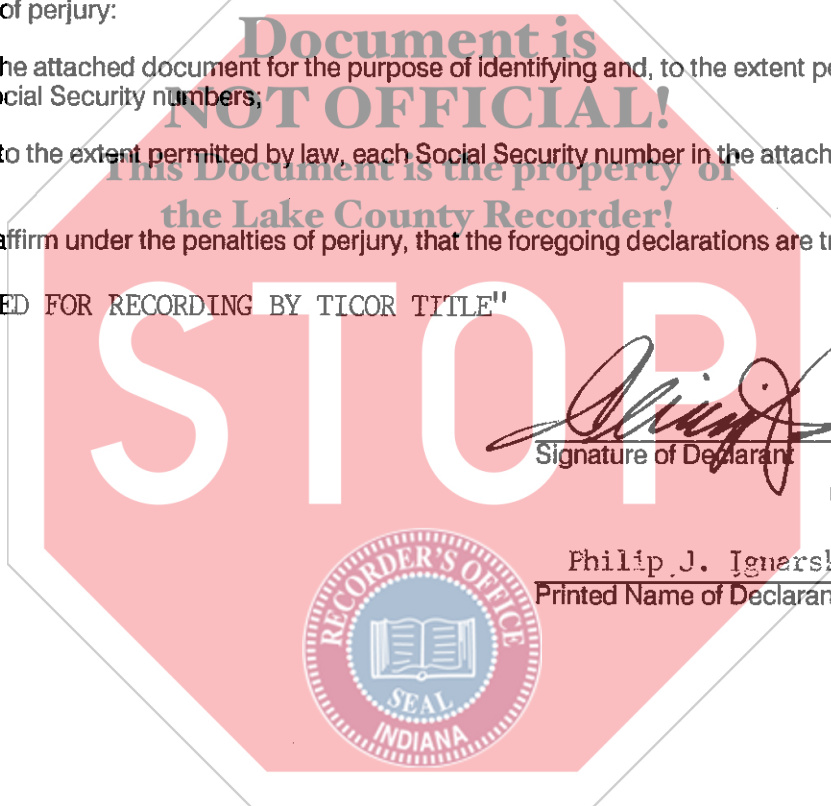 of perjury:
Document is
he attached document for the purpose of identifying and, to the extent pe
cial Security numbers;
NOT OFFICIAL!
to the extent permitted by law, each Social Security number in the attach
This Document is the property of
the Lake County Recorder!
affirm under the penalties of perjury, that the foregoing declarations are tr
ED FOR RECORDING BY TICOR TITLE"
STOP
Signature of Declarant
Philip J. Ignarsk
Printed Name of Declaran
RECORDER'S OFFICE
SEAL
INDIANA